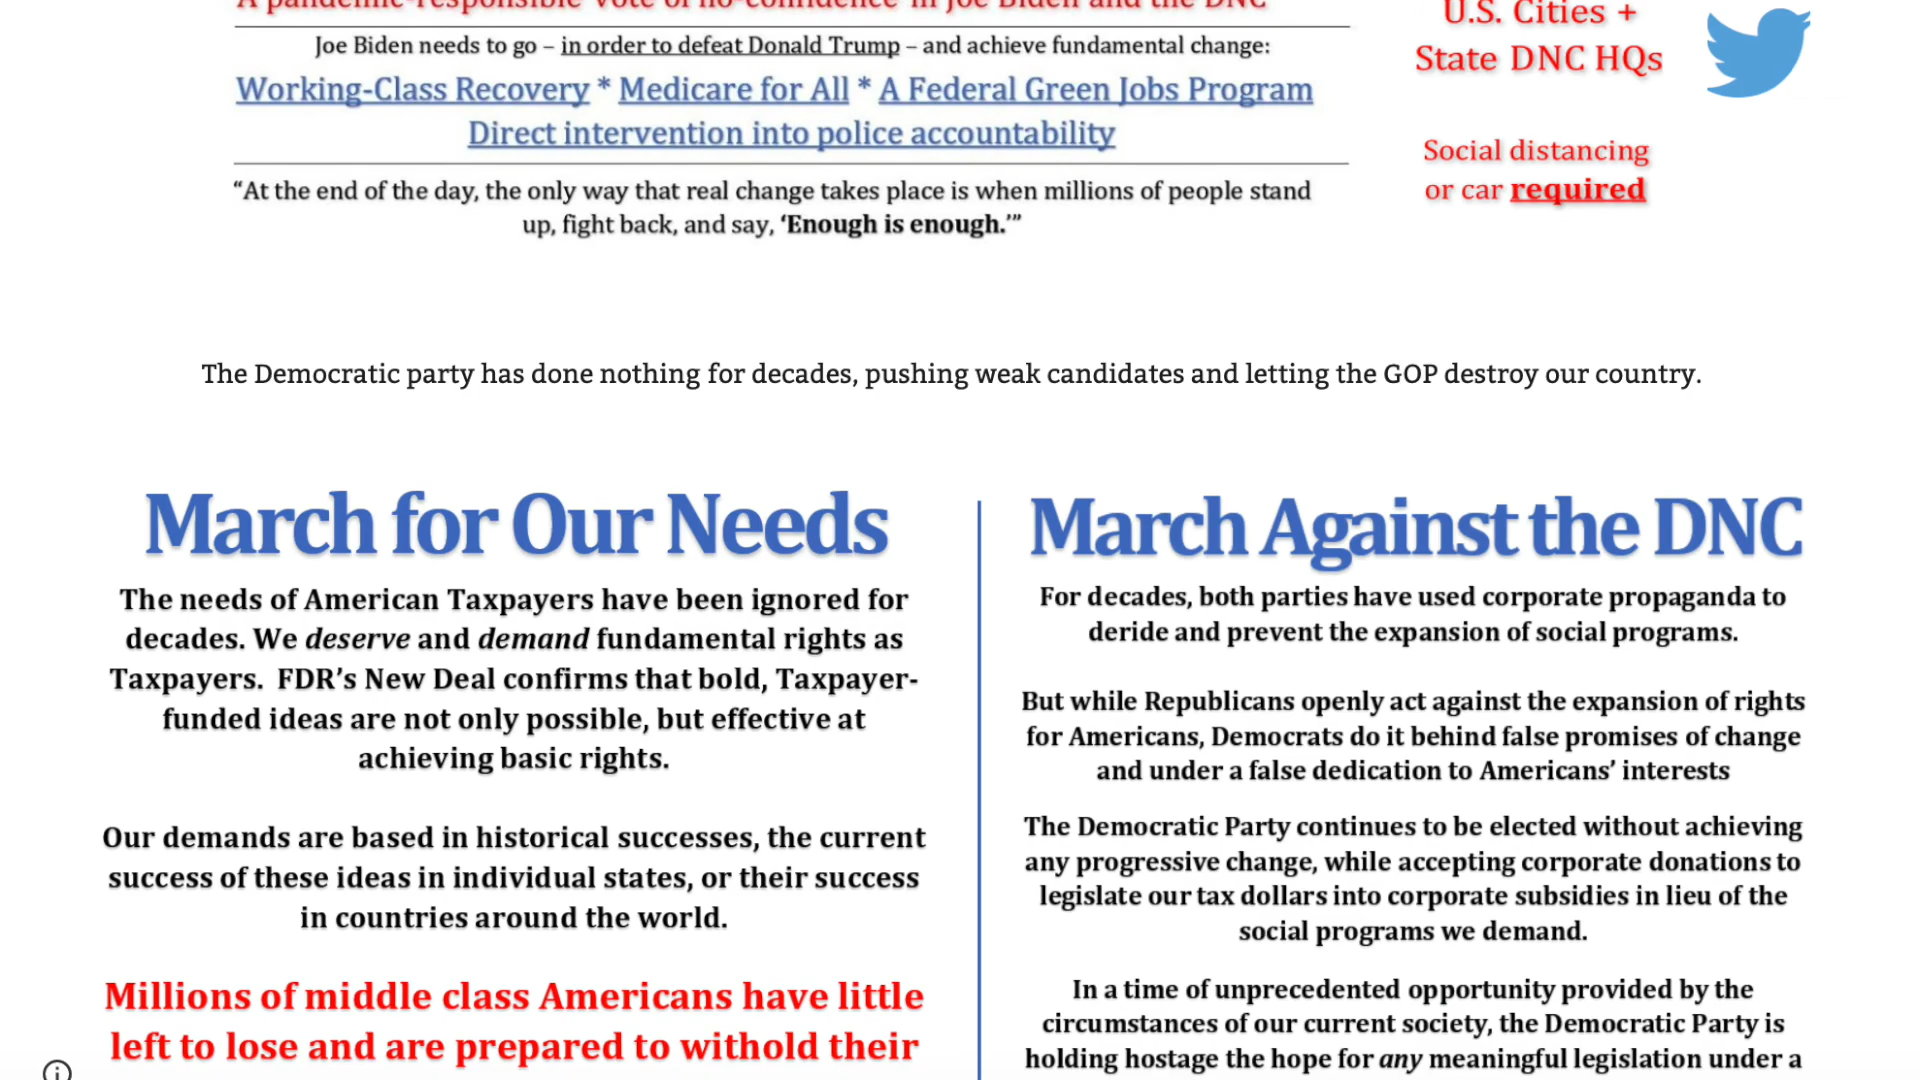 A pandemic-responsible 'vote of no-confidence' in Joe Biden and the DNC
Joe Biden needs to go – in order to defeat Donald Trump – and achieve fundamental change:
Working-Class Recovery * Medicare for All * A Federal Green Jobs Program
Direct intervention into police accountability
“At the end of the day, the only way that real change takes place is when millions of people stand
up, fight back, and say, ‘Enough is enough.’”
U.S. Cities +
State DNC HQs
Social distancing
or car required
The Democratic party has done nothing for decades, pushing weak candidates and letting the GOP destroy our country.
March for Our Needs
The needs of American Taxpayers have been ignored for
decades. We deserve and demand fundamental rights as
Taxpayers. FDR’s New Deal confirms that bold, Taxpayer-
funded ideas are not only possible, but effective at
achieving basic rights.
Our demands are based in historical successes, the current
success of these ideas in individual states, or their success
in countries around the world.
Millions of middle class Americans have little
left to lose and are prepared to withold their
March Against the DNC
For decades, both parties have used corporate propaganda to
deride and prevent the expansion of social programs.
But while Republicans openly act against the expansion of rights
for Americans, Democrats do it behind false promises of change
and under a false dedication to Americans’ interests
The Democratic Party continues to be elected without achieving
any progressive change, while accepting corporate donations to
legislate our tax dollars into corporate subsidies in lieu of the
social programs we demand.
In a time of unprecedented opportunity provided by the
circumstances of our current society, the Democratic Party is
holding hostage the hope for any meaningful legislation under a